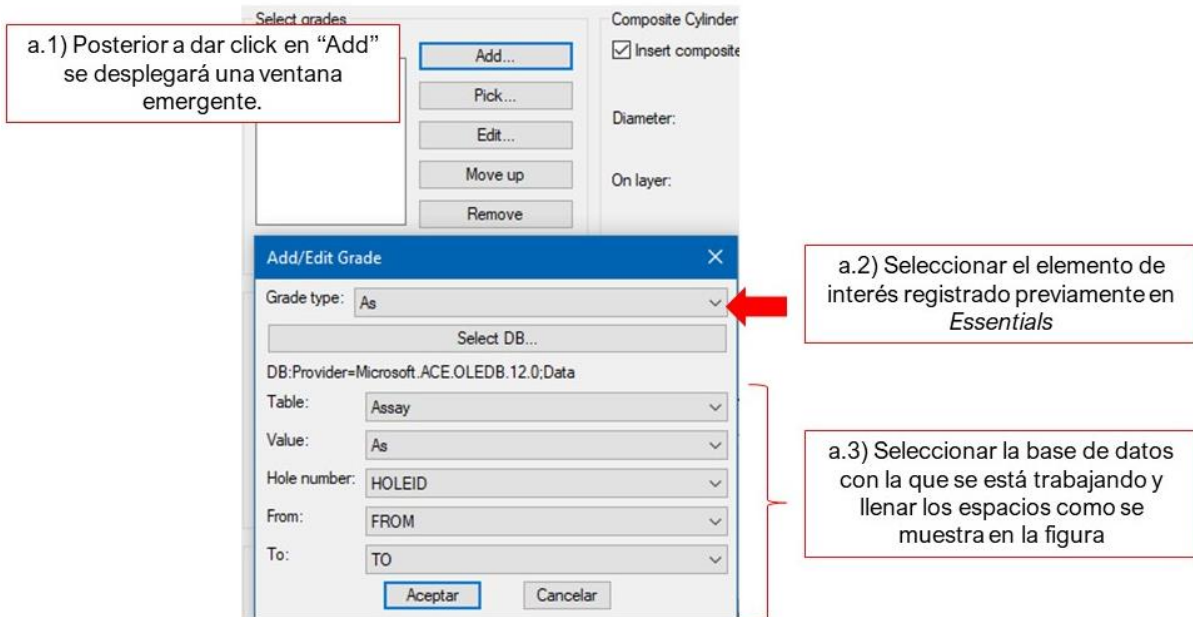 Select grades
Composite Cylinder
a.1) Posterior a dar click en “Add”
se desplegará una ventana
emergente.
Add...
Insert composite
Pick...
Diameter:
Edit...
Move up
On layer:
Remove
Add/Edit Grade
Grade type: As
Select DB...
DB:Provider=Microsoft.ACE.OLEDB.12.0;Data
Table: Assay
Value: As
Hole number: HOLEID
From: FROM
To: TO
Aceptar Cancelar
a.2) Seleccionar el elemento de
interés registrado previamente en
Essentials
a.3) Seleccionar la base de datos
con la que se está trabajando y
llenar los espacios como se
muestra en la figura